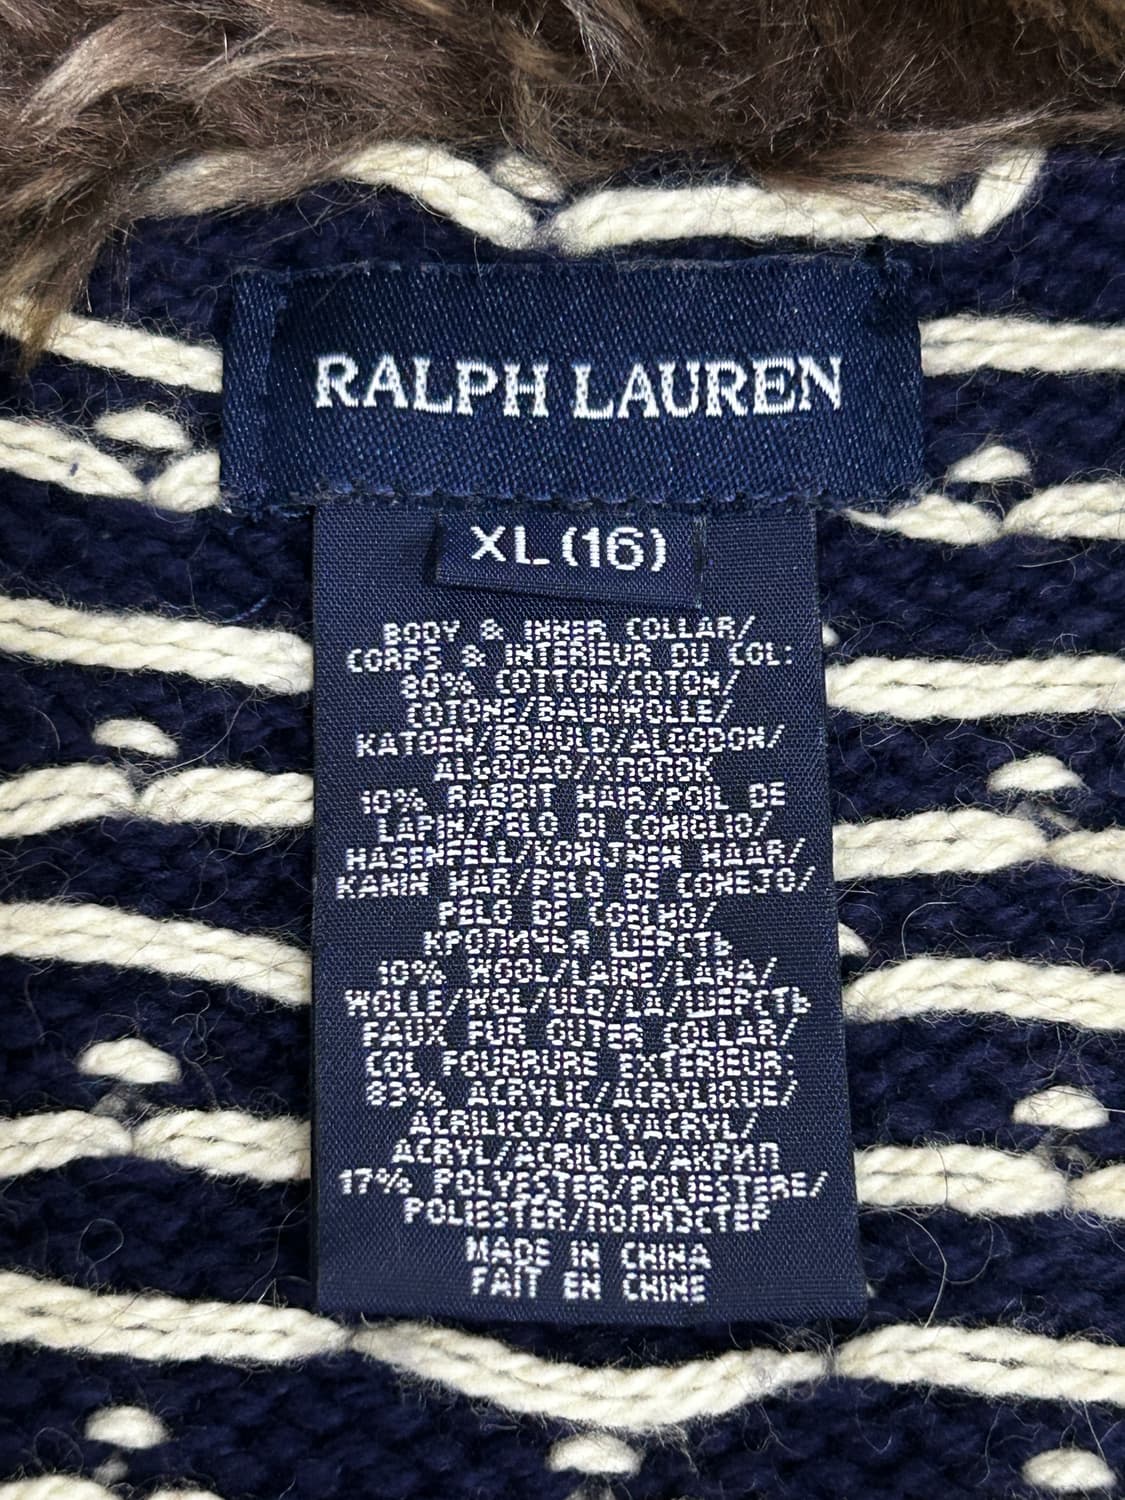 RALPH LAUREN
XL (16)
BODY & INNER COLLAR/
CORPS & INTERIEUR DU COL:
80% COTTON/COTON/
COTONE/BAUMWOLLE/
KATOEN/BOMULD/ALGODON/
ALGODAO/ХЛОПОК
10% RABBIT HAIR/POIL DE
LAPIN/PELO DI CONIGLIO/
HASENFELL/KONIJNEN HAAR/
KANIN HAR/PELO DE CONEJO/
PELO DE COELHO/
КРОЛИЧЬЯ ШЕРСТЬ
10% WOOL/LAINE/LANA/
WOLLE/WOL/ULD/LA/ШЕРСТЬ
FAUX FUR OUTER COLLAR/
COL FOURRURE EXTERIEUR:
83% ACRYLIC/ACRYLIQUE/
ACRILICO/POLYACRYL/
ACRYL/ACRILICA/АКРИЛ
17% POLYESTER/POLIESTERE/
POLIESTER/ПОЛИЭСТЕР
MADE IN CHINA
FAIT EN CHINE